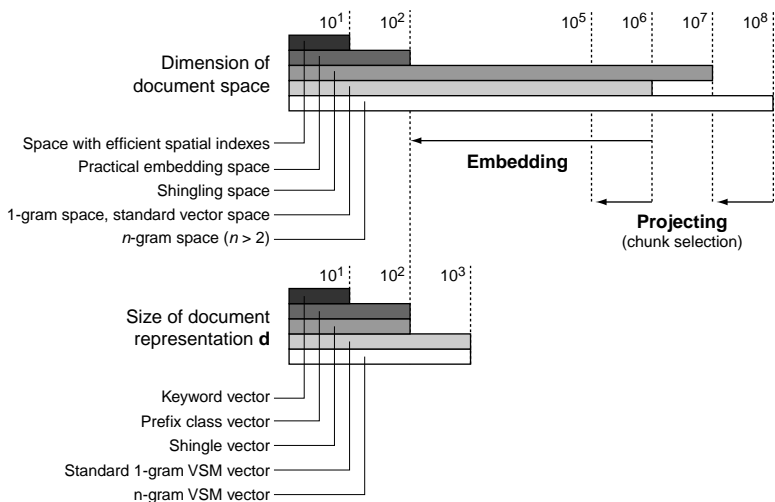 10¹ 10² 10⁵ 10⁶ 10⁷ 10⁸
Dimension of
document space
Space with efficient spatial indexes
Practical embedding space
Shingling space
1-gram space, standard vector space
n-gram space (n > 2)
Embedding
Projecting
(chunk selection)
10¹ 10² 10³
Size of document
representation d
Keyword vector
Prefix class vector
Shingle vector
Standard 1-gram VSM vector
n-gram VSM vector